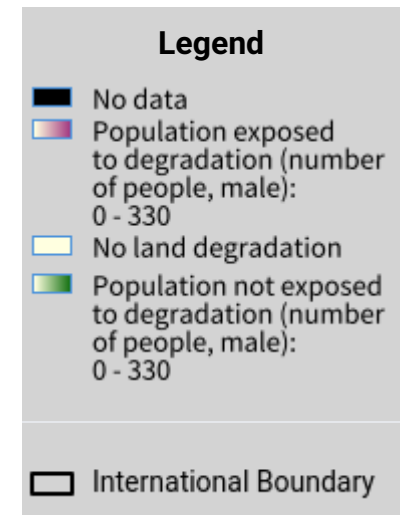 Legend
No data
Population exposed
to degradation (number
of people, male):
0 - 330
No land degradation
Population not exposed
to degradation (number
of people, male):
0 - 330
International Boundary